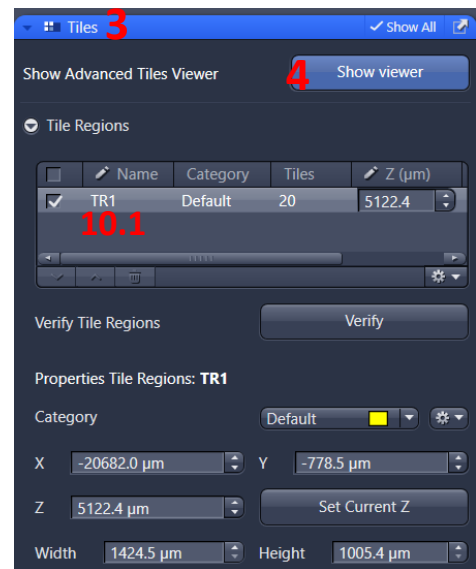 Tiles 3 Show All
Show Advanced Tiles Viewer 4 Show viewer
Tile Regions
Name Category Tiles Z (µm)
TR1 Default 20 5122.4
10.1
Verify Tile Regions Verify
Properties Tile Regions: TR1
Category Default
X -20682.0 µm Y -778.5 µm
Z 5122.4 µm Set Current Z
Width 1424.5 µm Height 1005.4 µm